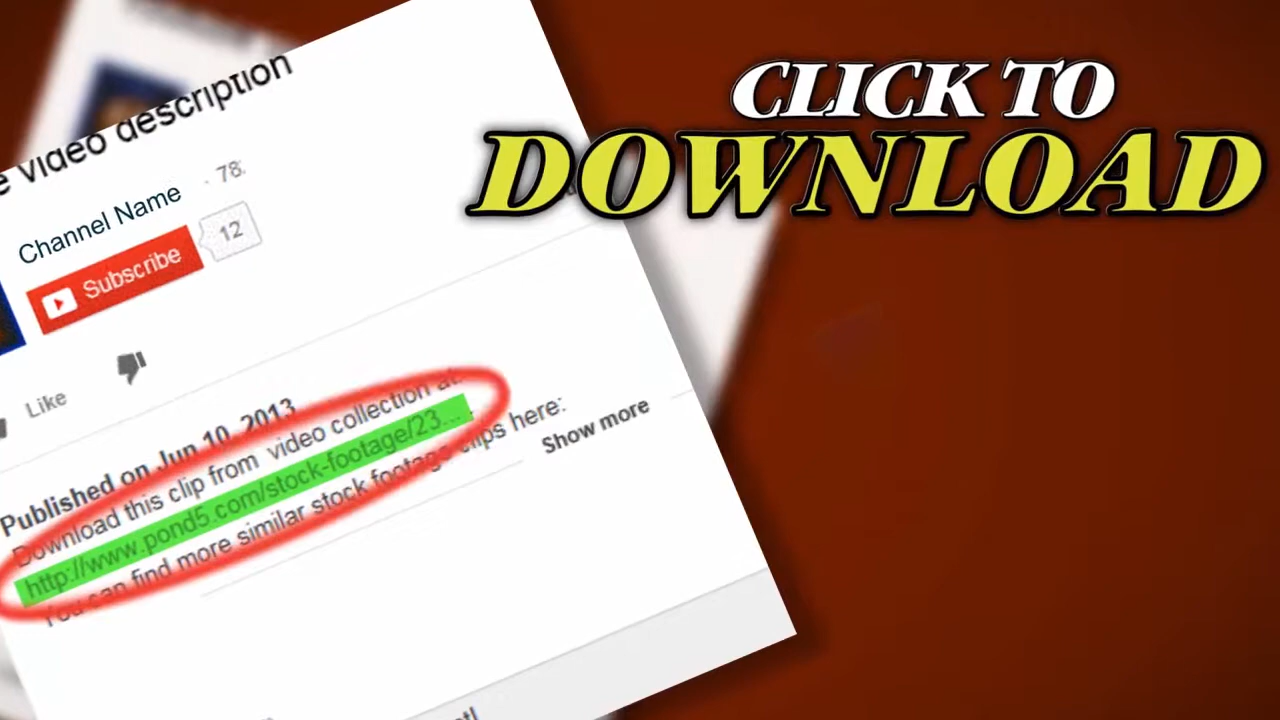 CLICK TO
DOWNLOAD
e video description
Channel Name
78
Subscribe
12
Like
Published on Jun 10, 2013
Download this clip from video collection at:
http://www.pond5.com/stock-footage/23...
You can find more similar stock footage clips here:
Show more